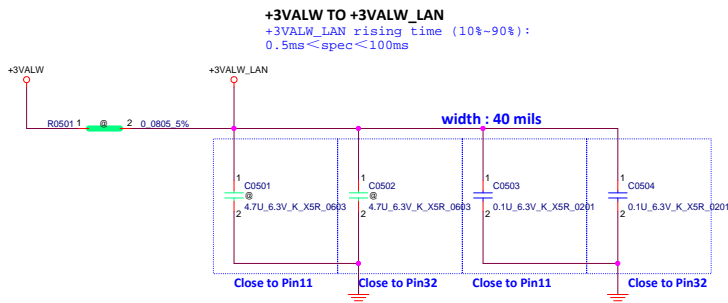 +3VALW TO +3VALW_LAN
+3VALW_LAN rising time (10%~90%):
0.5ms<spec<100ms
+3VALW
+3VALW_LAN
R0501 1 @ 2 0_0805_5%
width : 40 mils
1
C0501
@
4.7U_6.3V_K_X5R_0603
2
1
C0502
@
4.7U_6.3V_K_X5R_0603
2
1
C0503
0.1U_6.3V_K_X5R_0201
2
1
C0504
0.1U_6.3V_K_X5R_0201
2
Close to Pin11
Close to Pin32
Close to Pin11
Close to Pin32